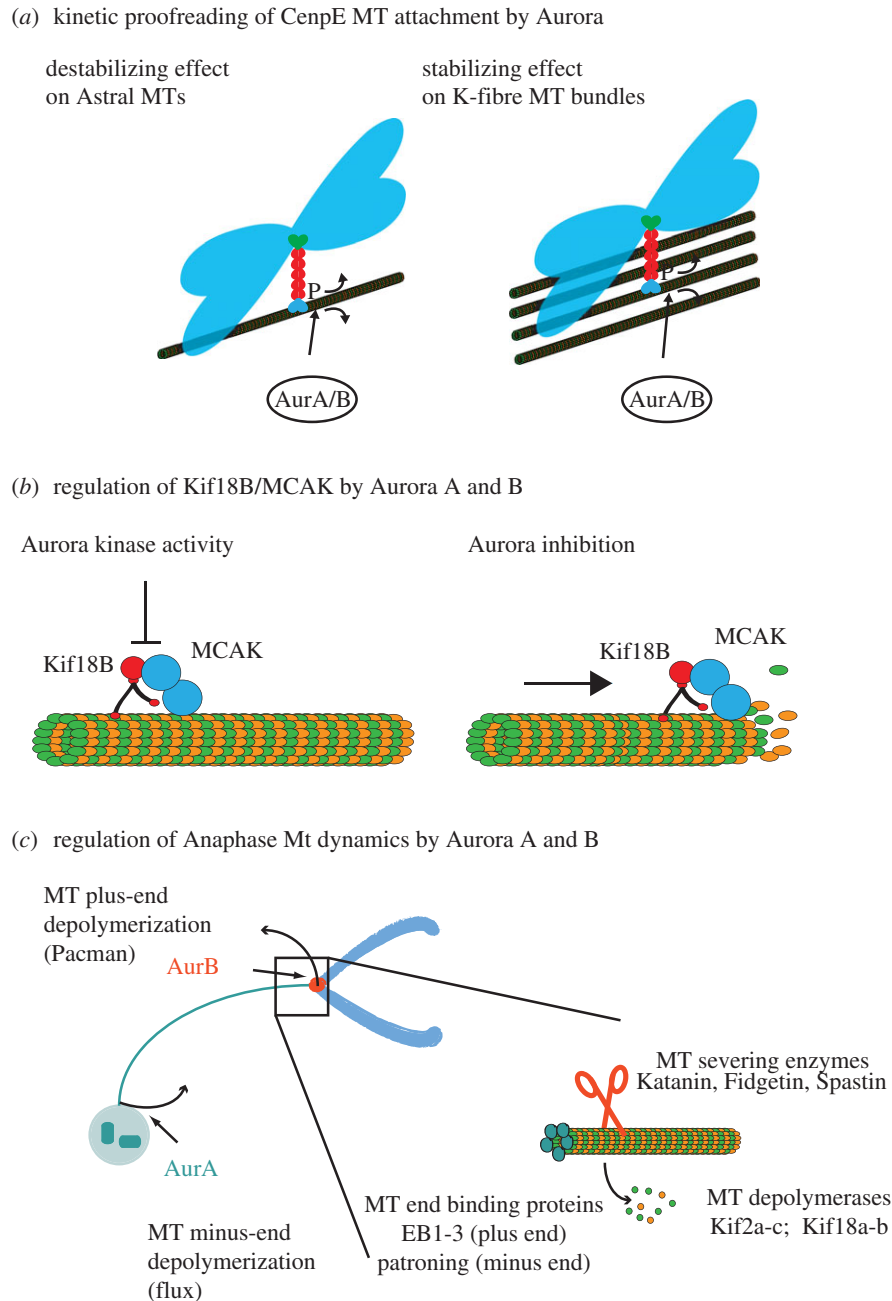 (a) kinetic proofreading of CenpE MT attachment by Aurora
destabilizing effect
on Astral MTs
stabilizing effect
on K-fibre MT bundles
P
P
AurA/B
AurA/B
(b) regulation of Kif18B/MCAK by Aurora A and B
Aurora kinase activity
Aurora inhibition
Kif18B
MCAK
Kif18B
MCAK
(c) regulation of Anaphase Mt dynamics by Aurora A and B
MT plus-end
depolymerization
(Pacman)
AurB
AurA
MT minus-end
depolymerization
(flux)
MT severing enzymes
Katanin, Fidgetin, Spastin
MT end binding proteins
EB1-3 (plus end)
patroning (minus end)
MT depolymerases
Kif2a-c; Kif18a-b